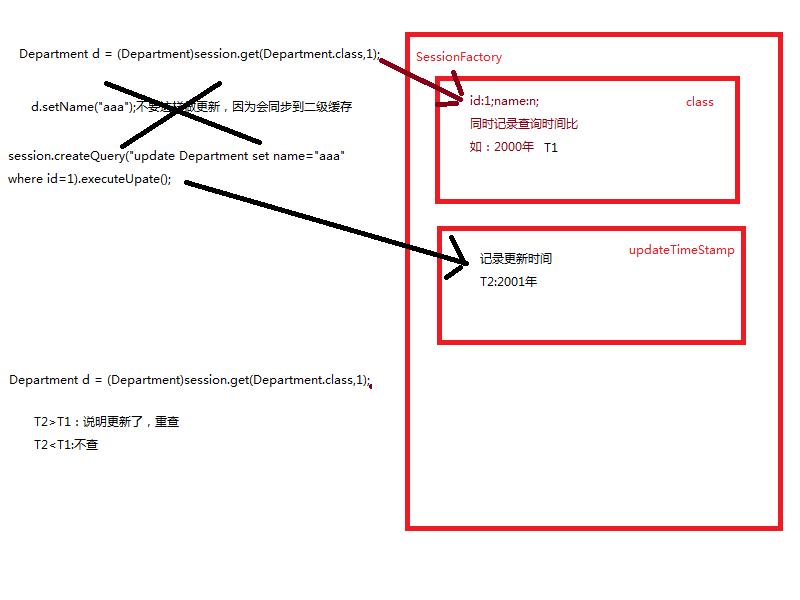 Department d = (Department)session.get(Department.class,1);
d.setName("aaa");不要这样做更新，因为会同步到二级缓存
session.createQuery("update Department set name="aaa"
where id=1).executeUpate();
SessionFactory
class
id:1;name:n;
同时记录查询时间比
如：2000年 T1
updateTimeStamp
记录更新时间
T2:2001年
Department d = (Department)session.get(Department.class,1);
T2>T1：说明更新了，重查
T2<T1:不查